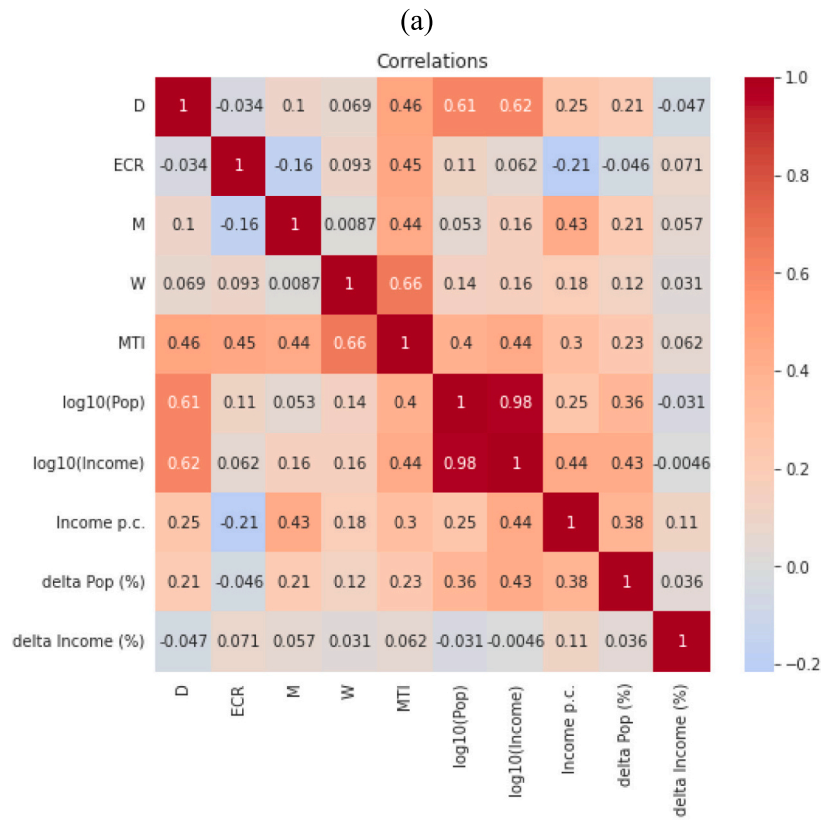 (a)
Correlations
D 1 -0.034 0.1 0.069 0.46 0.61 0.62 0.25 0.21 -0.047
ECR -0.034 1 -0.16 0.093 0.45 0.11 0.062 -0.21 -0.046 0.071
M 0.1 -0.16 1 0.0087 0.44 0.053 0.16 0.43 0.21 0.057
W 0.069 0.093 0.0087 1 0.66 0.14 0.16 0.18 0.12 0.031
MTI 0.46 0.45 0.44 0.66 1 0.4 0.44 0.3 0.23 0.062
log10(Pop) 0.61 0.11 0.053 0.14 0.4 1 0.98 0.25 0.36 -0.031
log10(Income) 0.62 0.062 0.16 0.16 0.44 0.98 1 0.44 0.43 -0.0046
Income p.c. 0.25 -0.21 0.43 0.18 0.3 0.25 0.44 1 0.38 0.11
delta Pop (%) 0.21 -0.046 0.21 0.12 0.23 0.36 0.43 0.38 1 0.036
delta Income (%) -0.047 0.071 0.057 0.031 0.062 -0.031 -0.0046 0.11 0.036 1
D ECR M W MTI log10(Pop) log10(Income) Income p.c. delta Pop (%) delta Income (%)
1.0
0.8
0.6
0.4
0.2
0.0
−0.2